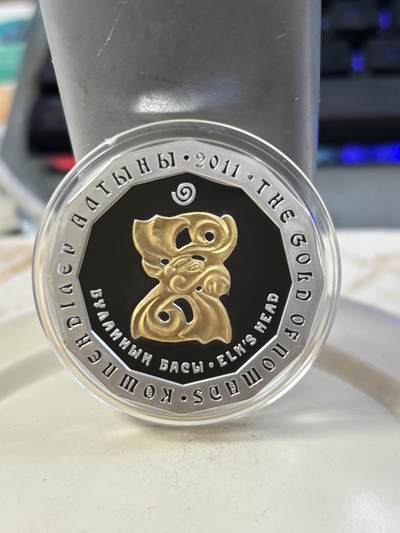 КӨШПЕНДІЛЕР АЛТЫНЫ • 2011 • THE GOLD OF NOMADS •
БҰЛАННЫҢ БАСЫ • ELK'S HEAD